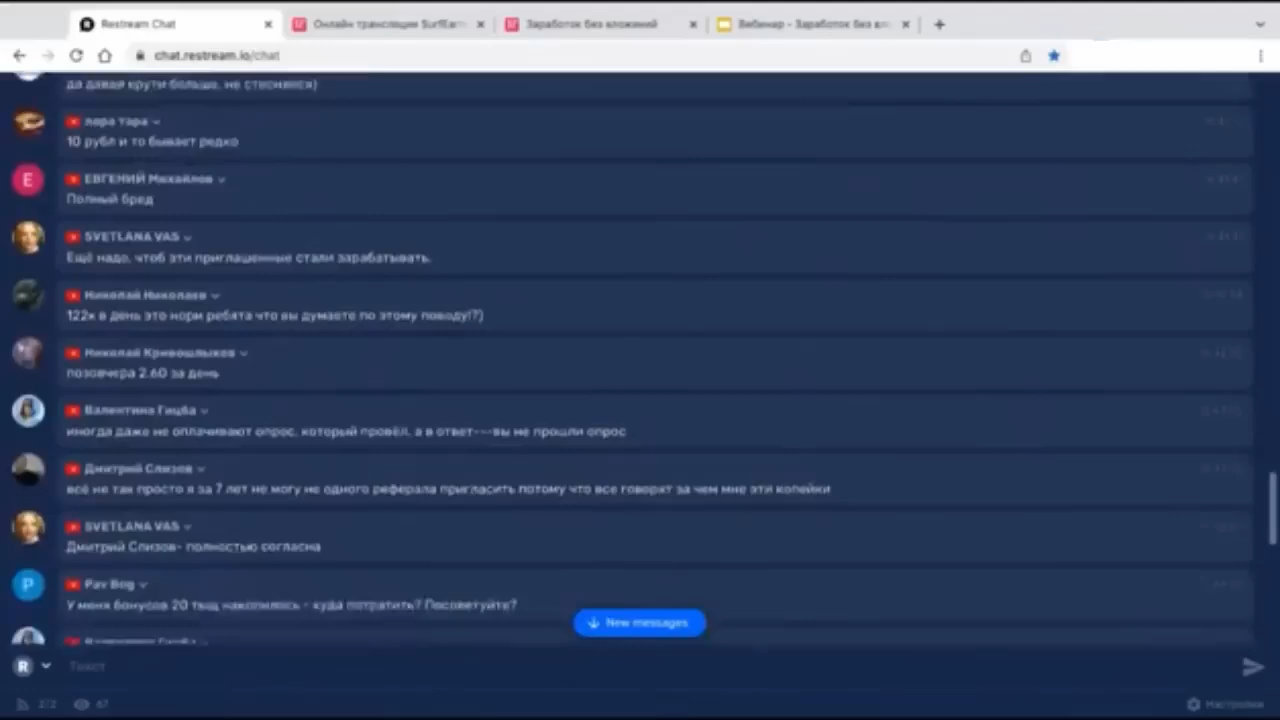 Restream Chat
Онлайн трансляции SurfEar
Заработок без вложений
Вебинар - Заработок без вл
chat.restream.io/chat
да давай крути больше, не стесняися)
лора тара
10 рубл и то бывает редко
ЕВГЕНИЙ Михайлов
Полный бред
SVETLANA VAS
Ещё надо, чтоб эти приглашенные стали зарабатывать.
Николай Николаев
122к в день это норм ребята что вы думаете по этому поводу!?)
Николай Кривошлыков
позовчера 2.60 за день
Валентина Гицба
иногда даже не оплачивают опрос, который провёл, а в ответ---вы не прошли опрос
Дмитрий Слизов
всё не так просто я за 7 лет не могу не одного реферала пригласить потому что все говорят за чем мне эти копейки
SVETLANA VAS
Дмитрий Слизов- полностью согласна
Pav Bog
У меня бонусов 20 тыщ накопилось - куда потратить? Посоветуйте?
New messages
Валентина Гицба
R
Текст
2/2
67
Настройки